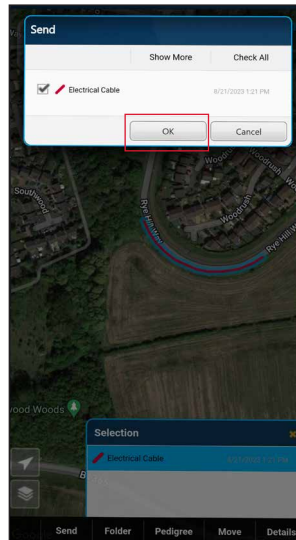 Send
Show More Check All
Electrical Cable 8/21/2020 1:21 PM
OK Cancel
Woodrush
Woodrush
Southwood
Rye Hill Way
Rye Hill W
ood Woods
Selection
Electrical Cable
Send Folder Pedigree Move Details